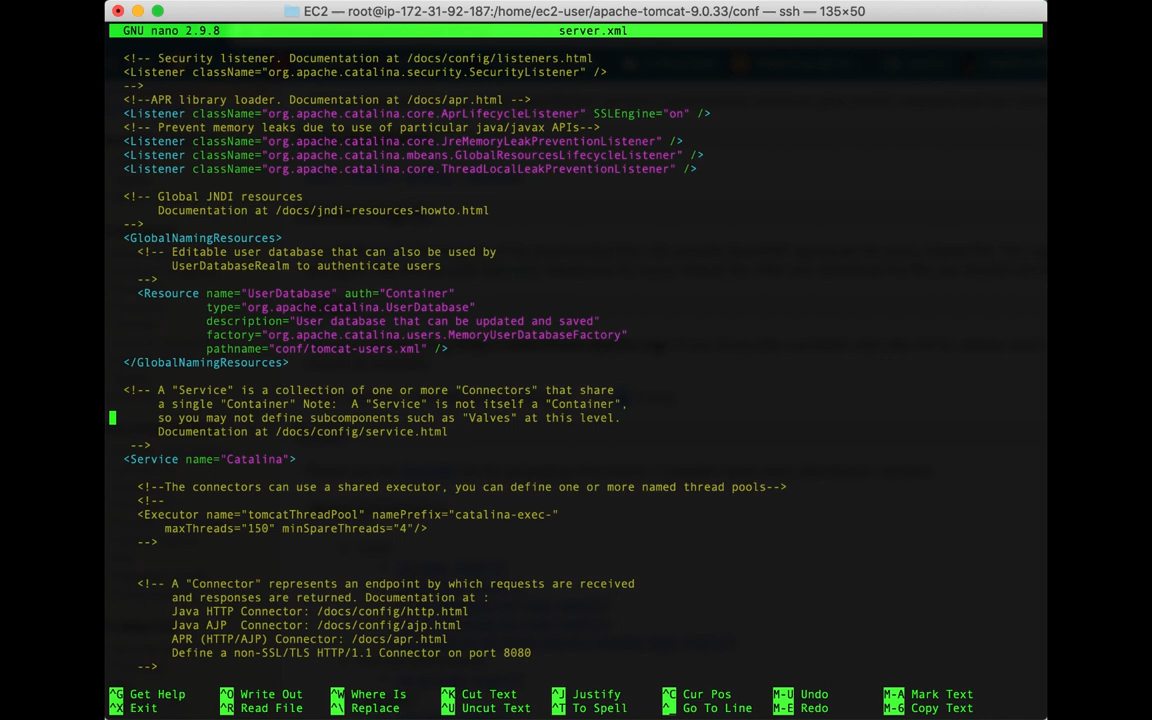 EC2 — root@ip-172-31-92-187:/home/ec2-user/apache-tomcat-9.0.33/conf — ssh — 135×50
GNU nano 2.9.8 server.xml
<!-- Security listener. Documentation at /docs/config/listeners.html
<Listener className="org.apache.catalina.security.SecurityListener" />
-->
<!--APR library loader. Documentation at /docs/apr.html -->
<Listener className="org.apache.catalina.core.AprLifecycleListener" SSLEngine="on" />
<!-- Prevent memory leaks due to use of particular java/javax APIs-->
<Listener className="org.apache.catalina.core.JreMemoryLeakPreventionListener" />
<Listener className="org.apache.catalina.mbeans.GlobalResourcesLifecycleListener" />
<Listener className="org.apache.catalina.core.ThreadLocalLeakPreventionListener" />
<!-- Global JNDI resources
Documentation at /docs/jndi-resources-howto.html
-->
<GlobalNamingResources>
<!-- Editable user database that can also be used by
UserDatabaseRealm to authenticate users
-->
<Resource name="UserDatabase" auth="Container"
type="org.apache.catalina.UserDatabase"
description="User database that can be updated and saved"
factory="org.apache.catalina.users.MemoryUserDatabaseFactory"
pathname="conf/tomcat-users.xml" />
</GlobalNamingResources>
<!-- A "Service" is a collection of one or more "Connectors" that share
a single "Container" Note:  A "Service" is not itself a "Container",
so you may not define subcomponents such as "Valves" at this level.
Documentation at /docs/config/service.html
-->
<Service name="Catalina">
<!--The connectors can use a shared executor, you can define one or more named thread pools-->
<!--
<Executor name="tomcatThreadPool" namePrefix="catalina-exec-"
maxThreads="150" minSpareThreads="4"/>
-->
<!-- A "Connector" represents an endpoint by which requests are received
and responses are returned. Documentation at :
Java HTTP Connector: /docs/config/http.html
Java AJP  Connector: /docs/config/ajp.html
APR (HTTP/AJP) Connector: /docs/apr.html
Define a non-SSL/TLS HTTP/1.1 Connector on port 8080
-->
^G Get Help ^O Write Out ^W Where Is ^K Cut Text ^J Justify ^C Cur Pos M-U Undo M-A Mark Text
^X Exit ^R Read File ^\ Replace ^U Uncut Text ^T To Spell ^_ Go To Line M-E Redo M-6 Copy Text